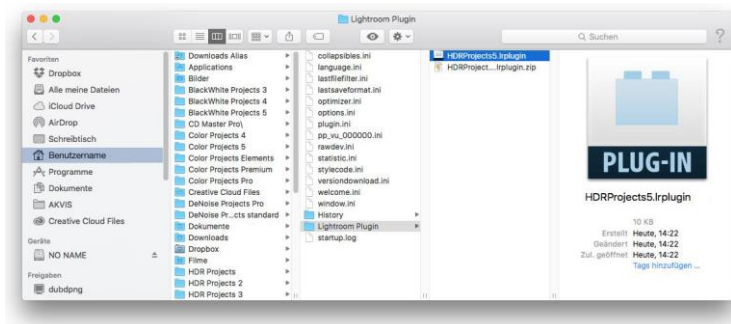 Lightroom Plugin
Suchen
?
Favoriten
Dropbox
Alle meine Dateien
iCloud Drive
AirDrop
Schreibtisch
Benutzername
Programme
Dokumente
AKVIS
Creative Cloud Files
Geräte
NO NAME
Freigaben
dubdpng
Downloads Alias
Applications
Bilder
BlackWhite Projects 3
BlackWhite Projects 4
BlackWhite Projects 5
CD Master Pro\
Color Projects 4
Color Projects 5
Color Projects Elements
Color Projects Premium
Color Projects Pro
Creative Cloud Files
DeNoise Projects Pro
DeNoise Pr...cts standard
Dokumente
Downloads
Dropbox
Filme
HDR Projects
HDR Projects 2
HDR Projects 3
collapsibles.ini
language.ini
lastfilefilter.ini
lastsaveformat.ini
optimizer.ini
options.ini
plugin.ini
pp_vu_000000.ini
rawdev.ini
statistic.ini
stylecode.ini
versiondownload.ini
welcome.ini
window.ini
History
Lightroom Plugin
startup.log
HDRProjects5.lrplugin
HDRProject....lrplugin.zip
PLUG-IN
HDRProjects5.lrplugin
10 KB
Erstellt Heute, 14:22
Geändert Heute, 14:22
Zul. geöffnet Heute, 14:22
Tags hinzufügen ...